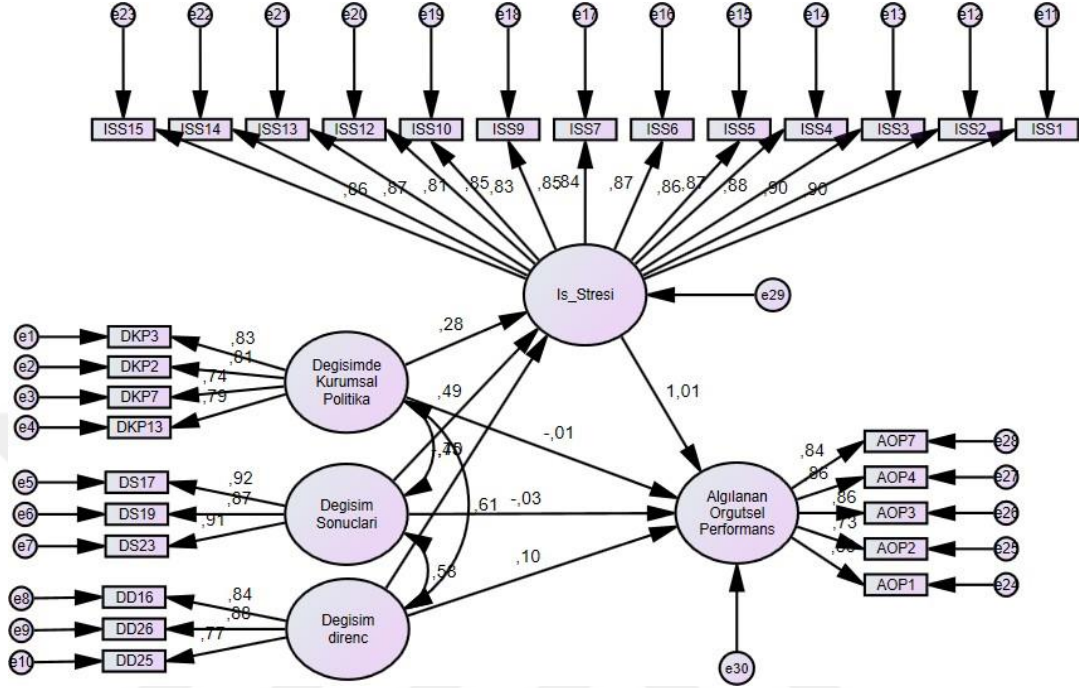 e23 e22 e21 e20 e19 e18 e17 e16 e15 e14 e13 e12 e11
ISS15 ISS14 ISS13 ISS12 ISS10 ISS9 ISS7 ISS6 ISS5 ISS4 ISS3 ISS2 ISS1
,86 ,87 ,81 ,85 ,83 ,85 ,84 ,87 ,86 ,87 ,88 ,90 ,90
Is_Stresi
e29
e1 DKP3 ,83
e2 DKP2 ,81
e3 DKP7 ,74
e4 DKP13 ,79
Degisimde
Kurumsal
Politika
,28
,49
1,01
-,01
e5 DS17 ,92
e6 DS19 ,87
e7 DS23 ,91
Degisim
Sonuclari
,61
-,03
,58
,10
e8 DD16 ,84
e9 DD26 ,88
e10 DD25 ,77
Degisim
direnc
Algılanan
Orgutsel
Performans
,84 AOP7 e28
,86 AOP4 e27
,86 AOP3 e26
,73 AOP2 e25
AOP1 e24
e30